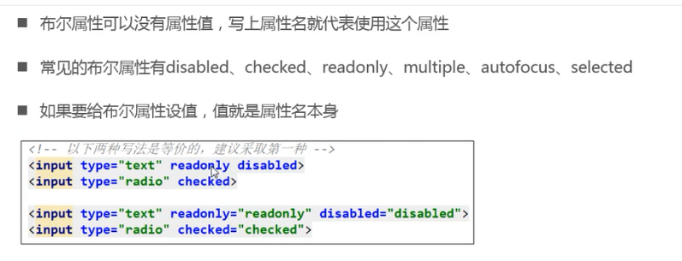 ■ 布尔属性可以没有属性值，写上属性名就代表使用这个属性
■ 常见的布尔属性有disabled、checked、readonly、multiple、autofocus、selected
■ 如果要给布尔属性设值，值就是属性名本身
<!-- 以下两种写法是等价的，建议采取第一种 -->
<input type="text" readonly disabled>
<input type="radio" checked>
<input type="text" readonly="readonly" disabled="disabled">
<input type="radio" checked="checked">